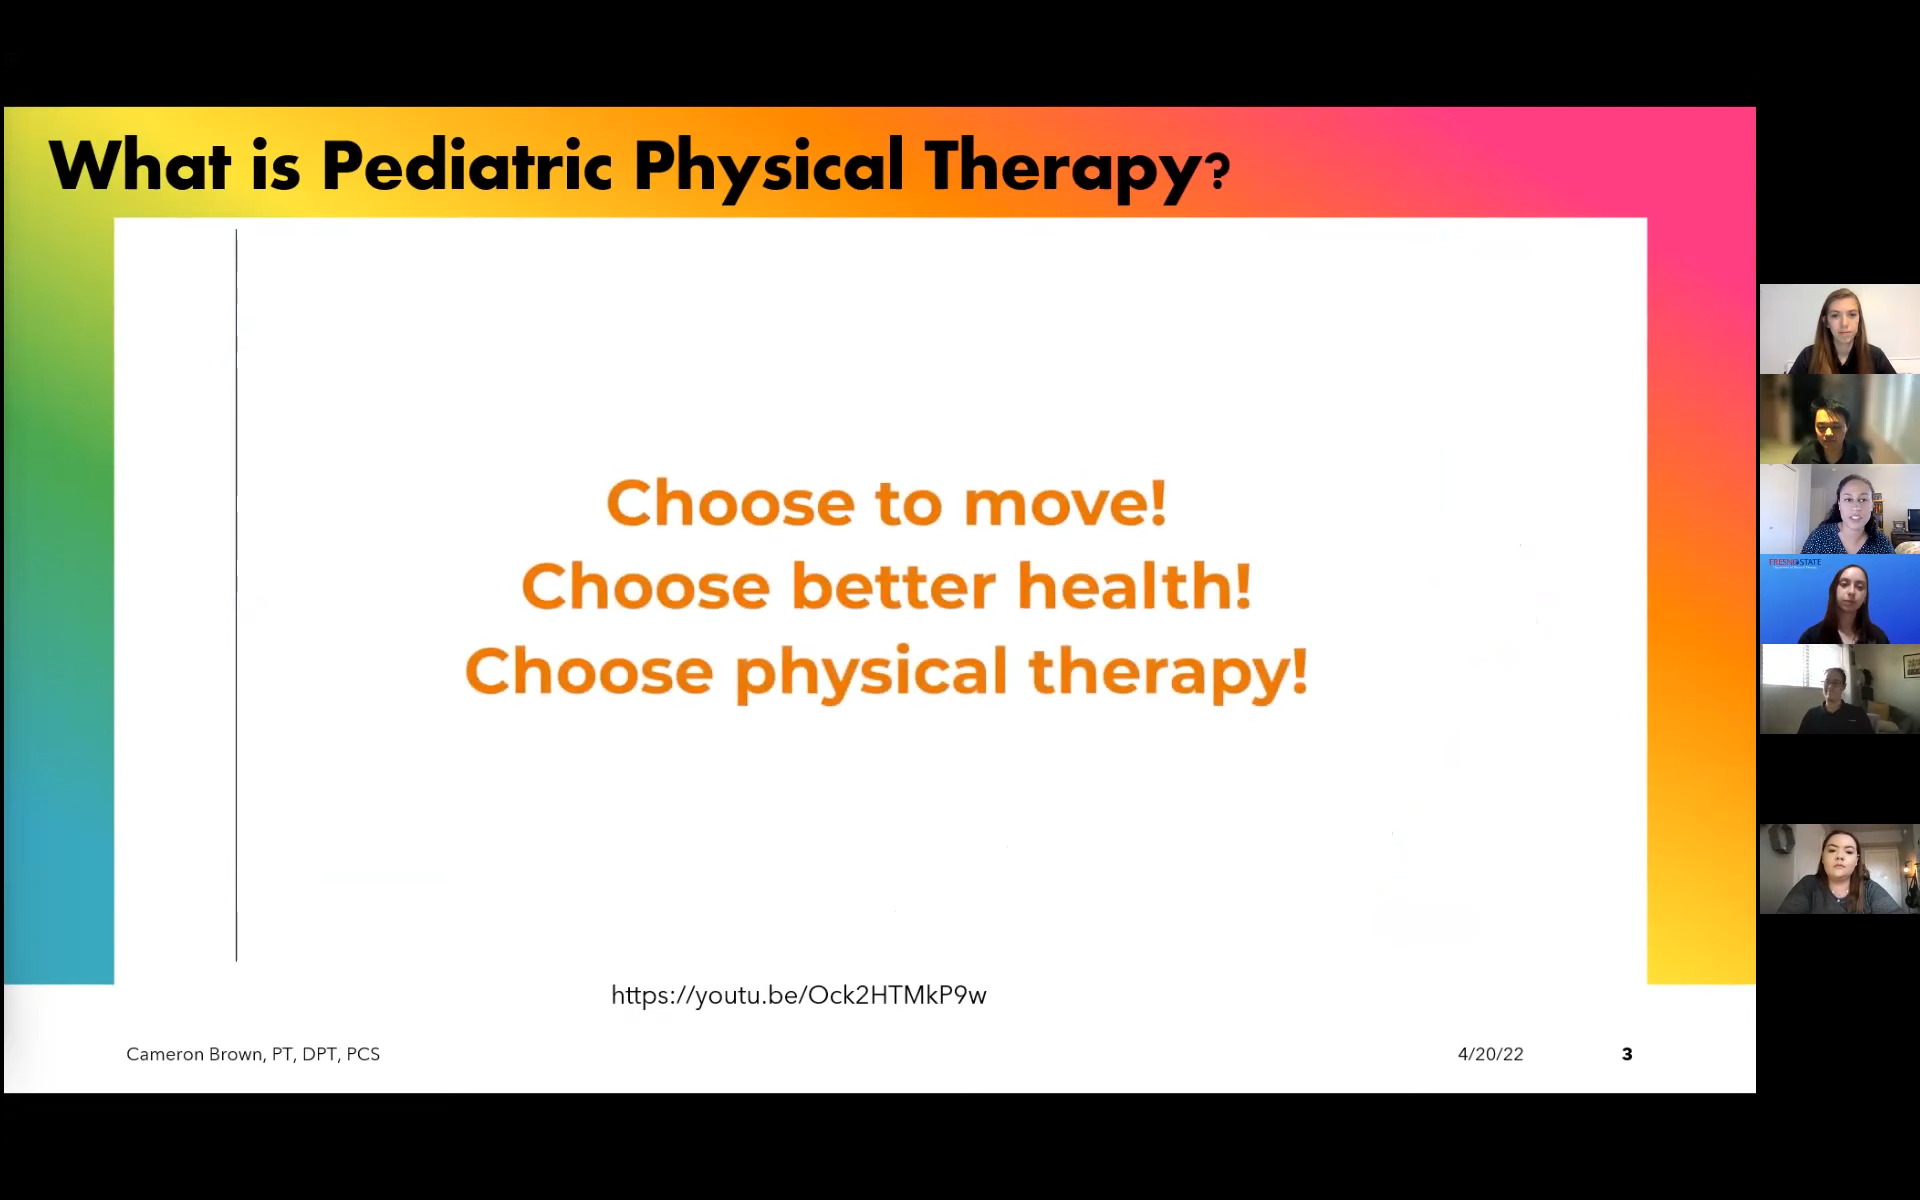 What is Pediatric Physical Therapy?
Choose to move!
Choose better health!
Choose physical therapy!
https://youtu.be/Ock2HTMkP9w
Cameron Brown, PT, DPT, PCS
4/20/22
3
FRESNO STATE